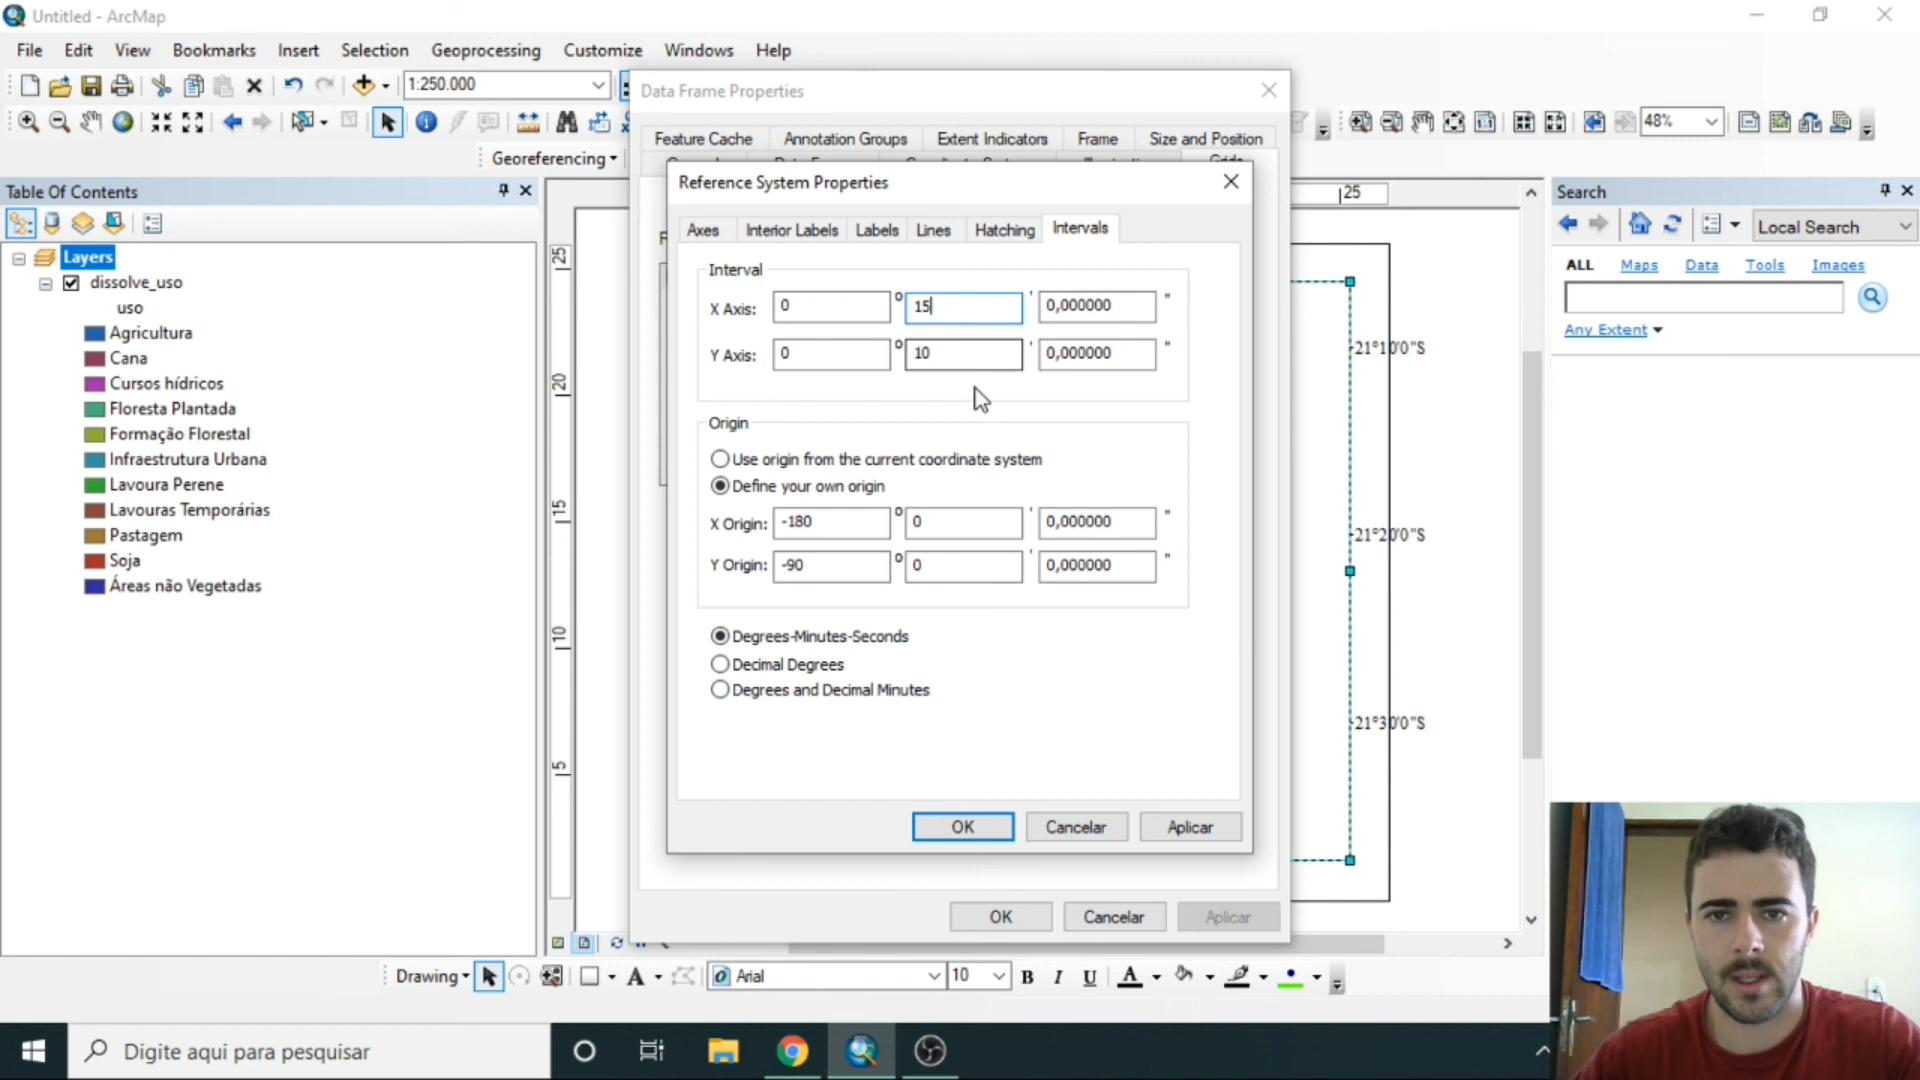 Untitled - ArcMap
File Edit View Bookmarks Insert Selection Geoprocessing Customize Windows Help
1:250.000
48%
Georeferencing
Table Of Contents
Layers
dissolve_uso
uso
Agricultura
Cana
Cursos hídricos
Floresta Plantada
Formação Florestal
Infraestrutura Urbana
Lavoura Perene
Lavouras Temporárias
Pastagem
Soja
Áreas não Vegetadas
Data Frame Properties
Feature Cache Annotation Groups Extent Indicators Frame Size and Position
Reference System Properties
Axes Interior Labels Labels Lines Hatching Intervals
Interval
X Axis: 0 ° 15 ' 0,000000 "
Y Axis: 0 ° 10 ' 0,000000 "
Origin
Use origin from the current coordinate system
Define your own origin
X Origin: -180 ° 0 ' 0,000000 "
Y Origin: -90 ° 0 ' 0,000000 "
Degrees-Minutes-Seconds
Decimal Degrees
Degrees and Decimal Minutes
OK Cancelar Aplicar
OK Cancelar Aplicar
25
20
15
10
5
25
21°10'0"S
21°20'0"S
21°30'0"S
Search
Local Search
ALL Maps Data Tools Images
Any Extent
Drawing A Arial 10 B I U A
Digite aqui para pesquisar